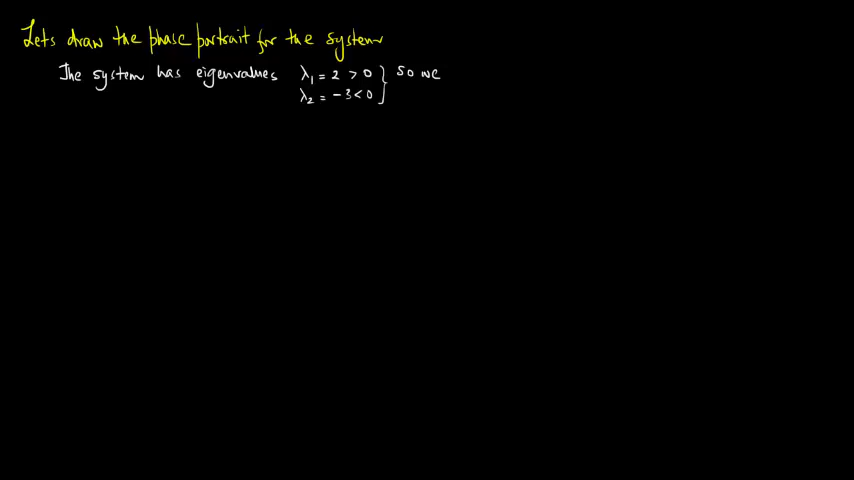 Lets draw the phase portrait for the system
The system has eigenvalues λ₁ = 2 > 0 } so we
λ₂ = -3 < 0